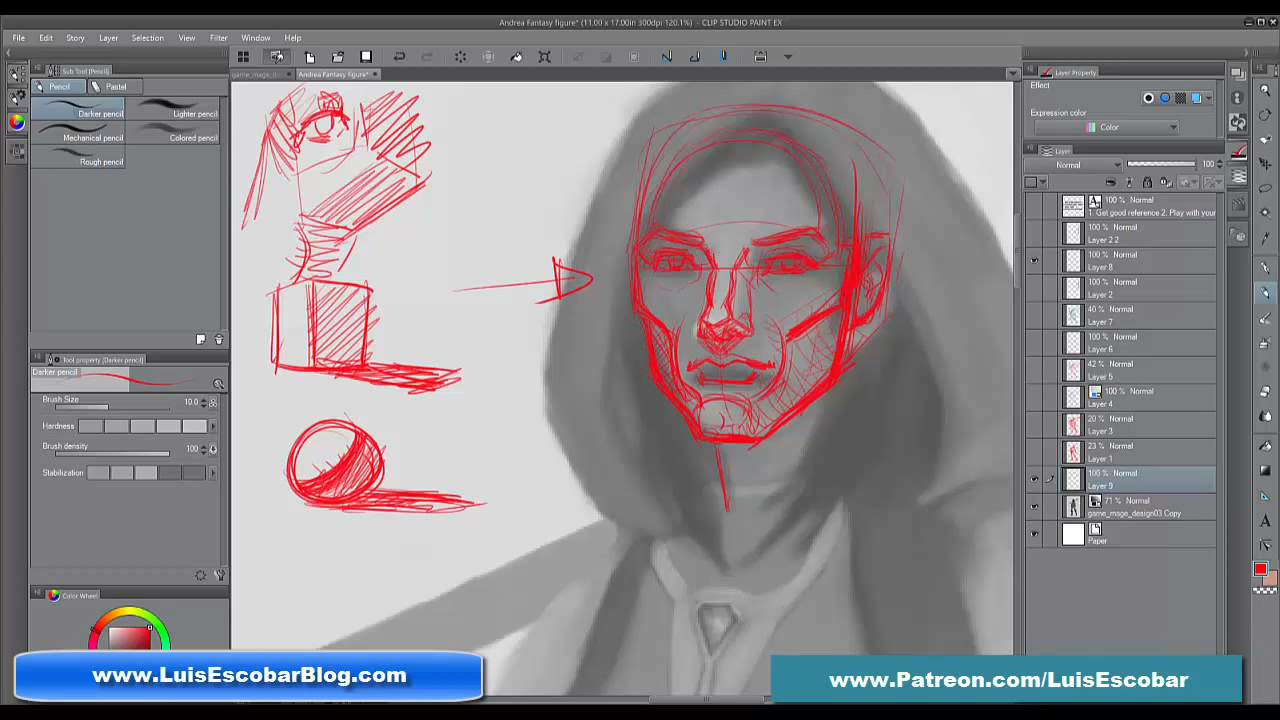 Andrea Fantasy figure* (11.00 x 17.00in 300dpi 120.1%) - CLIP STUDIO PAINT EX
File Edit Story Layer Selection View Filter Window Help
Sub Tool [Pencil]
Andrea Fantasy figure*
Pencil Pastel
Darker pencil Lighter pencil
Mechanical pencil Colored pencil
Rough pencil
Tool property [Darker pencil]
Darker pencil
Brush Size 10.0
Hardness
Brush density 100
Stabilization
Color Wheel
Layer Property
Effect
Expression color
Color
Layer
Normal 100
100 % Normal
1. Get good reference 2. Play with your
100 % Normal
Layer 2 2
100 % Normal
Layer 8
100 % Normal
Layer 2
40 % Normal
Layer 7
100 % Normal
Layer 6
42 % Normal
Layer 5
100 % Normal
Layer 4
20 % Normal
Layer 3
23 % Normal
Layer 1
100 % Normal
Layer 9
71 % Normal
game_mage_design03 Copy
Paper
www.LuisEscobarBlog.com
www.Patreon.com/LuisEscobar